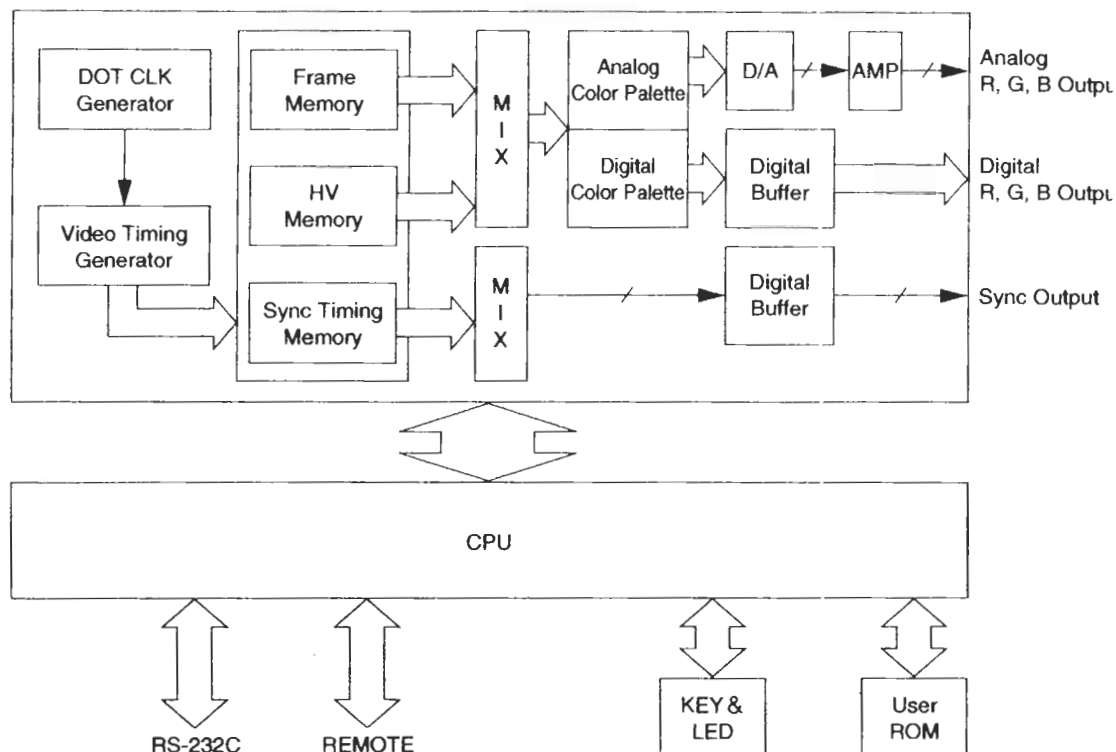 DOT CLK
Generator
Video Timing
Generator
Frame
Memory
HV
Memory
Sync Timing
Memory
M
I
X
M
I
X
Analog
Color Palette
Digital
Color Palette
D/A
AMP
Digital
Buffer
Digital
Buffer
Analog
R, G, B Outpu
Digital
R, G, B Outpu
Sync Output
CPU
RS-232C
REMOTE
KEY &
LED
User
ROM